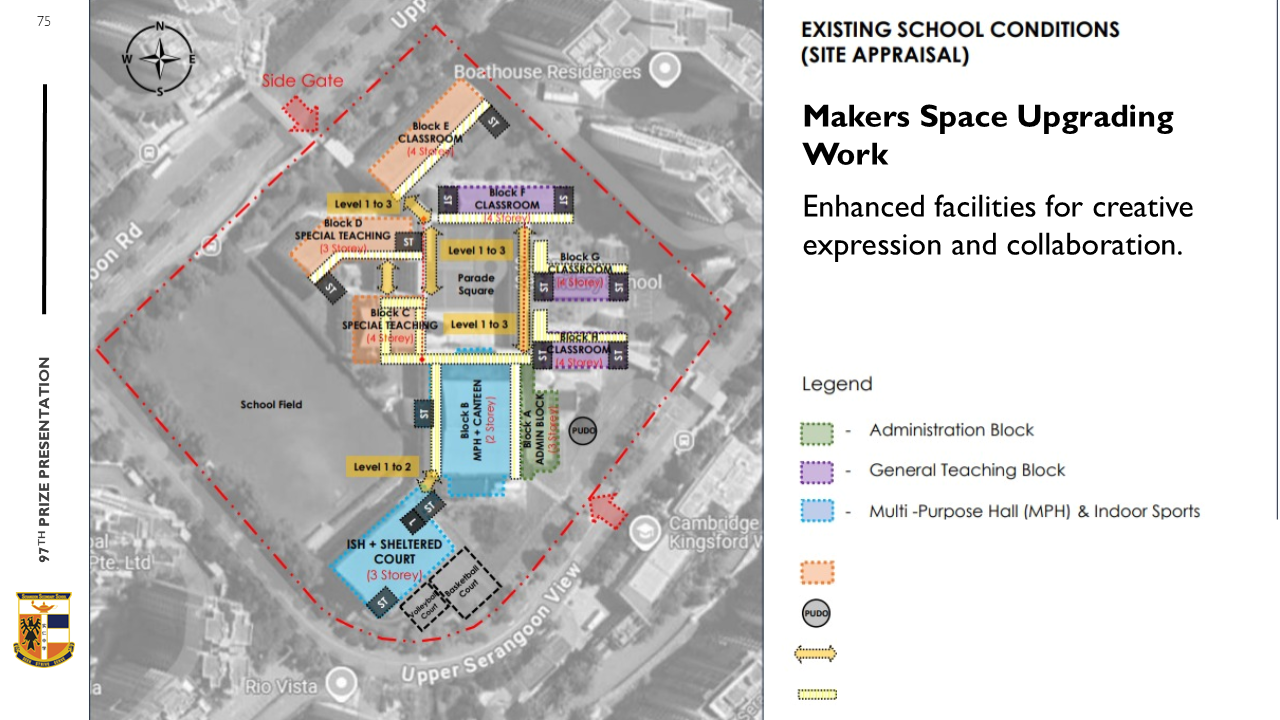 75
97TH PRIZE PRESENTATION
N
W
E
S
Side Gate
Upp
Boathouse Residences
Block E
CLASSROOM
(4 Storey)
ST
Level 1 to 3
Block F
CLASSROOM
(4 Storey)
ST
ST
Block D
SPECIAL TEACHING
(3 Storey)
ST
ST
oon Rd
Level 1 to 3
Parade
Square
Block G
CLASSROOM
(4 Storey)
ST
ST
hool
Block C
SPECIAL TEACHING
(4 Storey)
Level 1 to 3
Block H
CLASSROOM
(4 Storey)
ST
ST
School Field
ST
Block B
MPH + CANTEEN
(2 Storey)
Block A
ADMIN BLOCK
(3 Storey)
PUDO
Level 1 to 2
ST
L
ISH + SHELTERED
COURT
(3 Storey)
ST
Volleyball
Court
Basketball
Court
Cambridge
Kingsford W
Pte. Ltd
Upper Serangoon View
Rio Vista
EXISTING SCHOOL CONDITIONS
(SITE APPRAISAL)
Makers Space Upgrading
Work
Enhanced facilities for creative
expression and collaboration.
Legend
- Administration Block
- General Teaching Block
- Multi -Purpose Hall (MPH) & Indoor Sports
PUDO